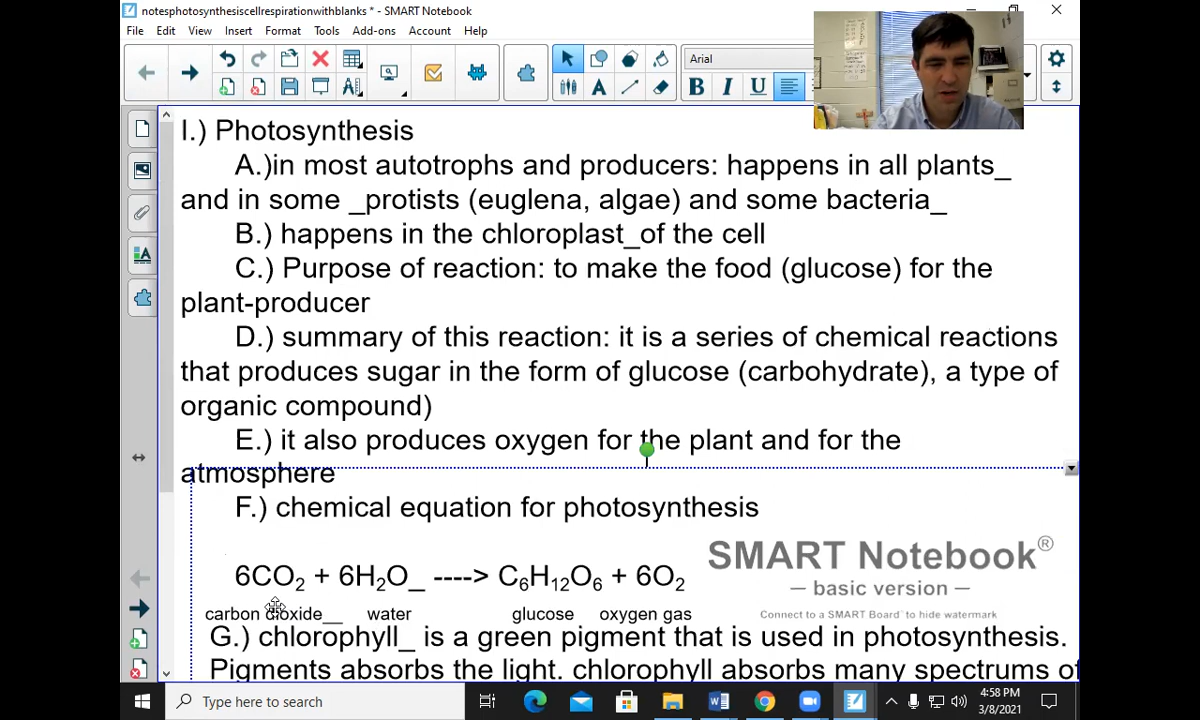 notesphotosynthesiscellrespirationwithblanks * - SMART Notebook
File Edit View Insert Format Tools Add-ons Account Help
Arial
B I U
I.) Photosynthesis
A.)in most autotrophs and producers: happens in all plants_
and in some _protists (euglena, algae) and some bacteria_
B.) happens in the chloroplast_of the cell
C.) Purpose of reaction: to make the food (glucose) for the
plant-producer
D.) summary of this reaction: it is a series of chemical reactions
that produces sugar in the form of glucose (carbohydrate), a type of
organic compound)
E.) it also produces oxygen for the plant and for the
atmosphere
F.) chemical equation for photosynthesis
6CO₂ + 6H₂O_ ----> C₆H₁₂O₆ + 6O₂
carbon dioxide__ water glucose oxygen gas
SMART Notebook®
— basic version —
Connect to a SMART Board™ to hide watermark
G.) chlorophyll_ is a green pigment that is used in photosynthesis.
Pigments absorbs the light. chlorophyll absorbs many spectrums of
Type here to search
4:58 PM
3/8/2021